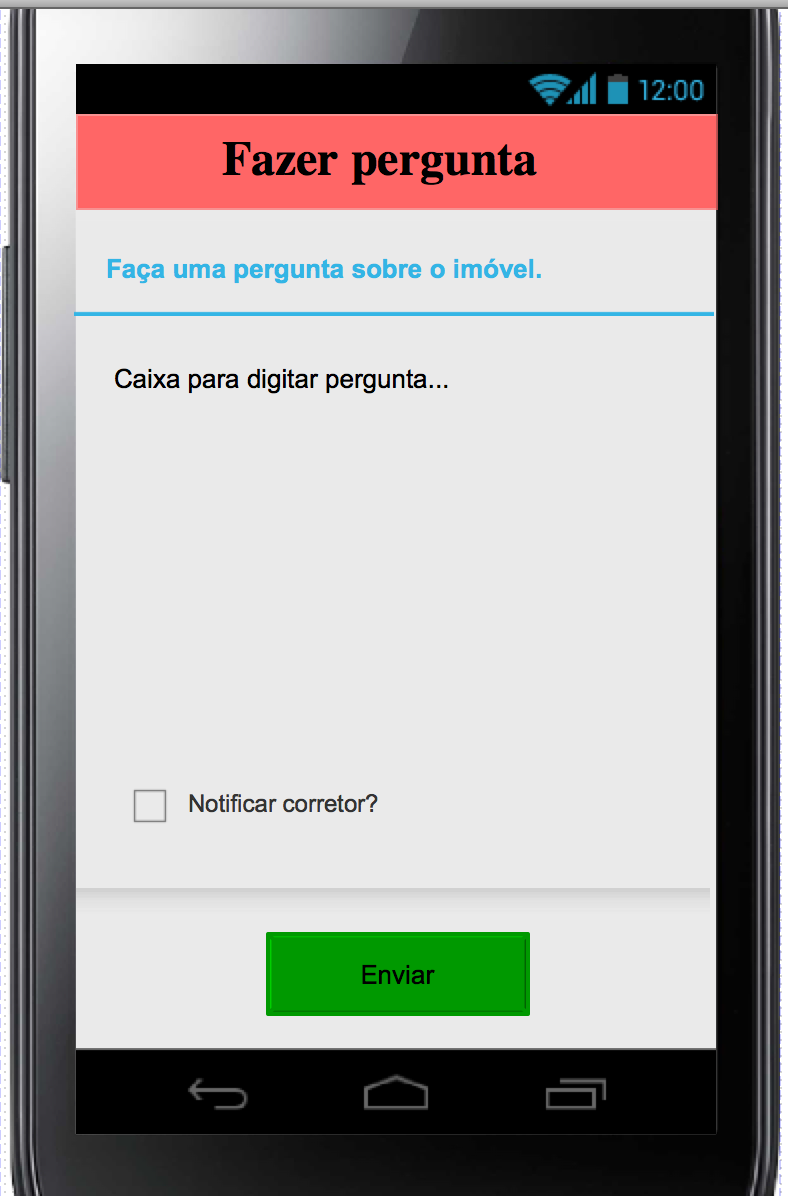 12:00
Fazer pergunta
Faça uma pergunta sobre o imóvel.
Caixa para digitar pergunta...
Notificar corretor?
Enviar